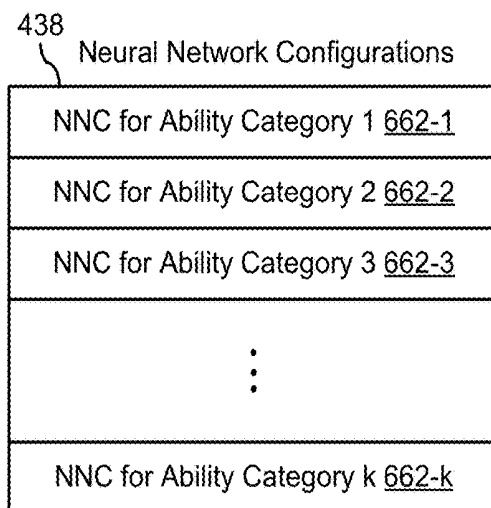 438
Neural Network Configurations
NNC for Ability Category 1 662-1
NNC for Ability Category 2 662-2
NNC for Ability Category 3 662-3
NNC for Ability Category k 662-k